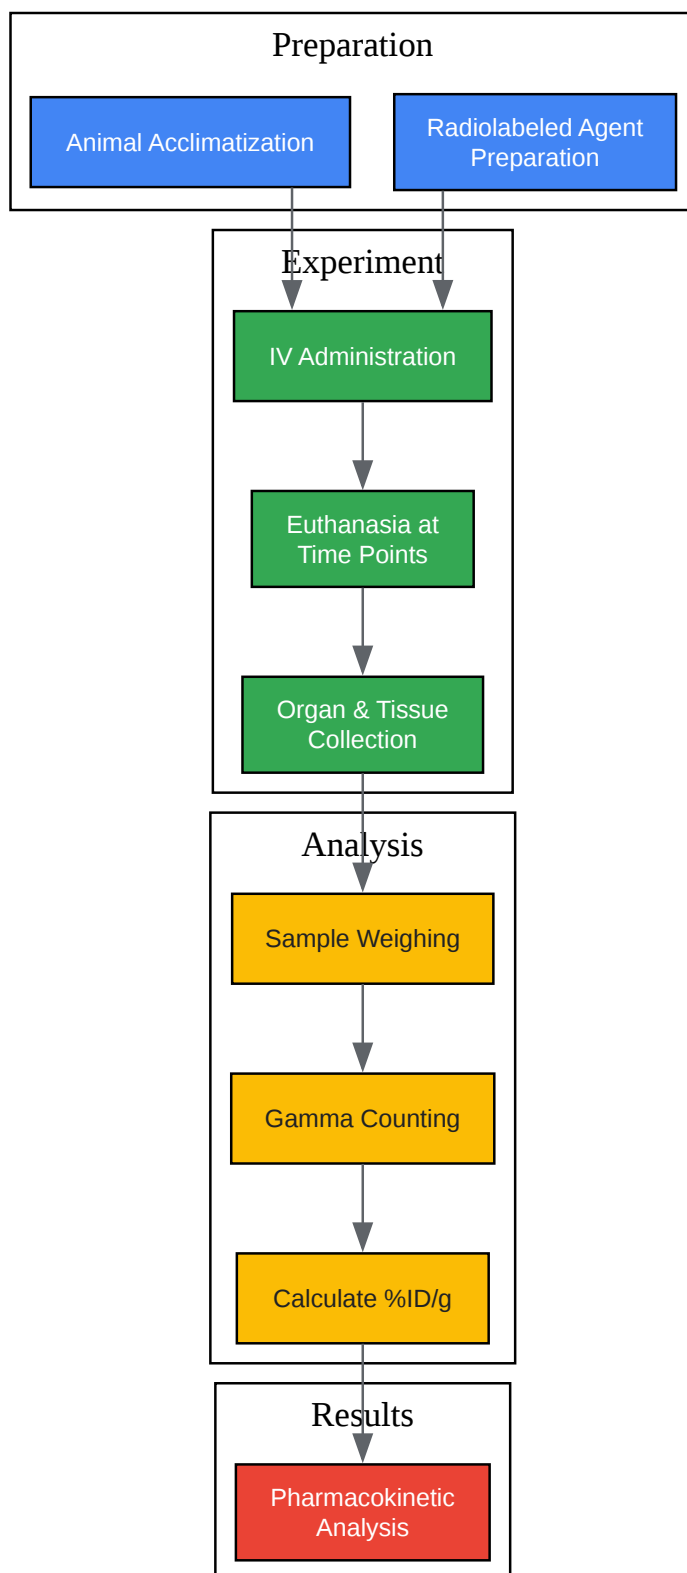 Preparation
Animal Acclimatization
Radiolabeled Agent
Preparation
Experiment
IV Administration
Euthanasia at
Time Points
Organ & Tissue
Collection
Analysis
Sample Weighing
Gamma Counting
Calculate %ID/g
Results
Pharmacokinetic
Analysis